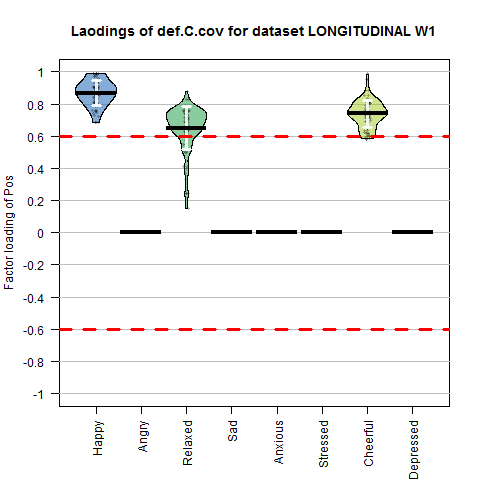 Laodings of def.C.cov for dataset LONGITUDINAL W1
Factor loading of Pos
1
0.8
0.6
0.4
0.2
0
-0.2
-0.4
-0.6
-0.8
-1
Happy
Angry
Relaxed
Sad
Anxious
Stressed
Cheerful
Depressed